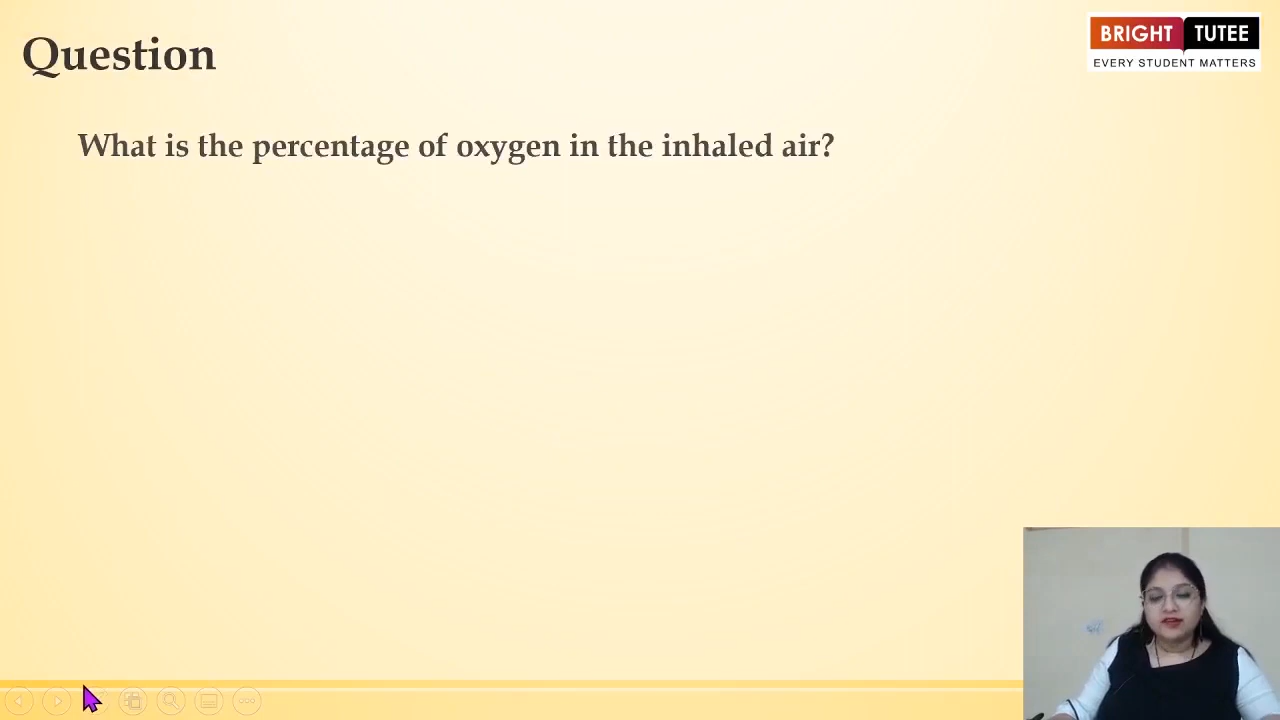 Question
BRIGHT TUTEE
EVERY STUDENT MATTERS
What is the percentage of oxygen in the inhaled air?